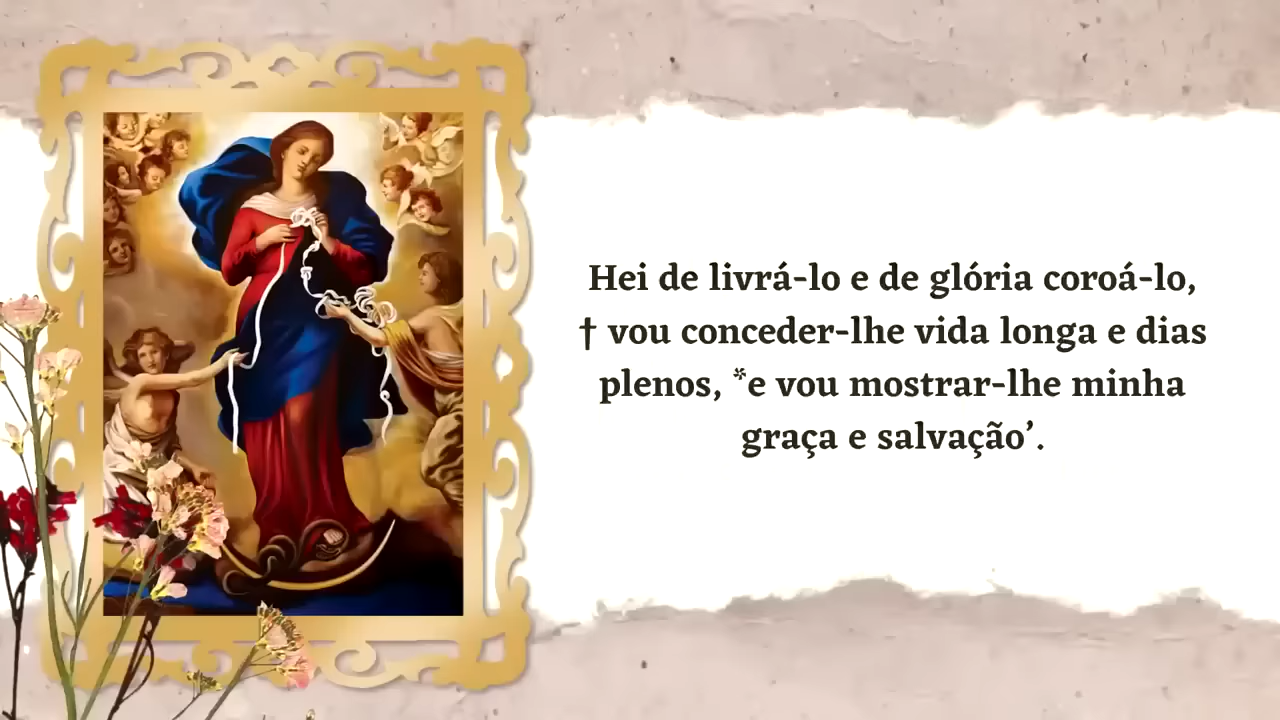 Hei de livrá-lo e de glória coroá-lo,
† vou conceder-lhe vida longa e dias
plenos, *e vou mostrar-lhe minha
graça e salvação’.